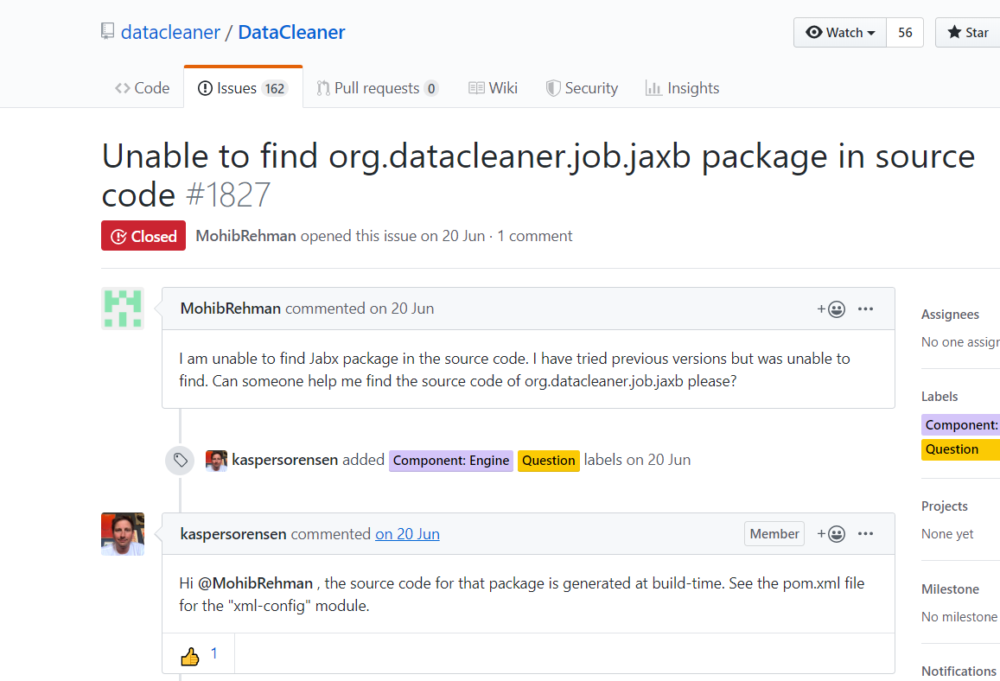 datacleaner / DataCleaner
Watch 56 Star
Code Issues 162 Pull requests 0 Wiki Security Insights
Unable to find org.datacleaner.job.jaxb package in source
code #1827
Closed MohibRehman opened this issue on 20 Jun · 1 comment
MohibRehman commented on 20 Jun
I am unable to find Jabx package in the source code. I have tried previous versions but was unable to
find. Can someone help me find the source code of org.datacleaner.job.jaxb please?
kaspersorensen added Component: Engine Question labels on 20 Jun
kaspersorensen commented on 20 Jun Member
Hi @MohibRehman , the source code for that package is generated at build-time. See the pom.xml file
for the "xml-config" module.
1
Assignees
No one assign
Labels
Component:
Question
Projects
None yet
Milestone
No milestone
Notifications